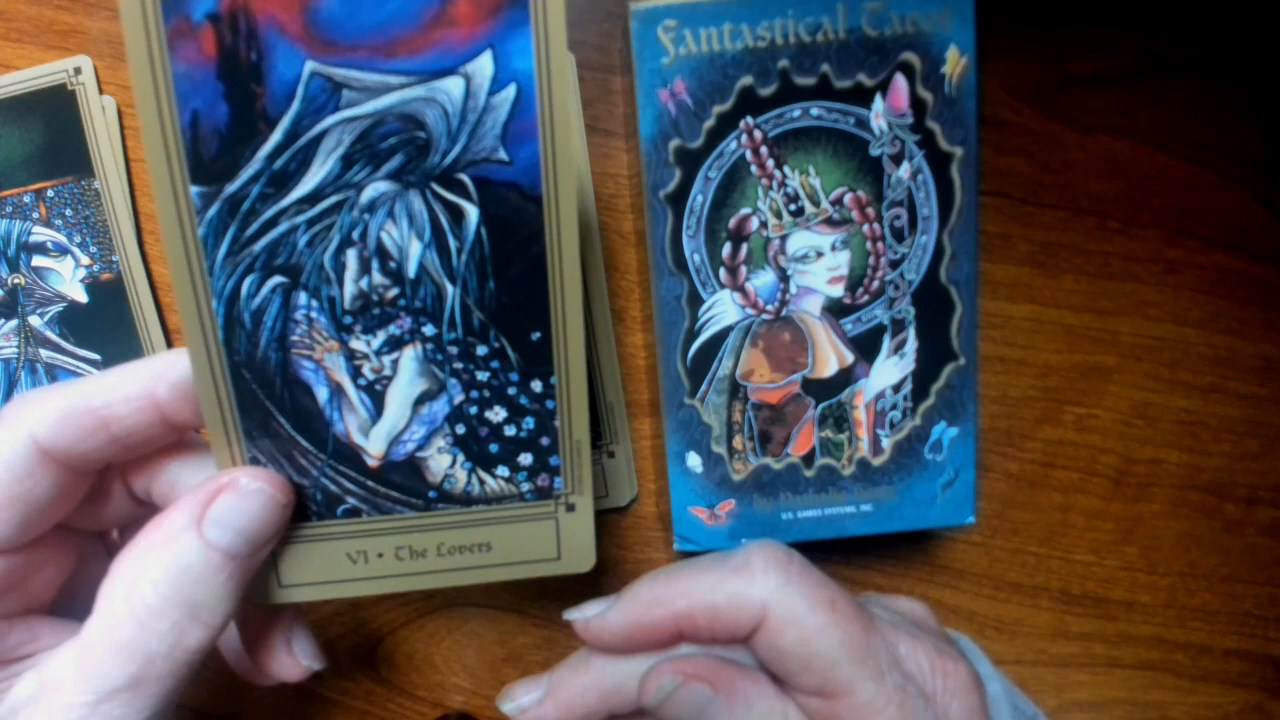 Fantastical Tarot
VI • The Lovers
U.S. GAMES SYSTEMS, INC.